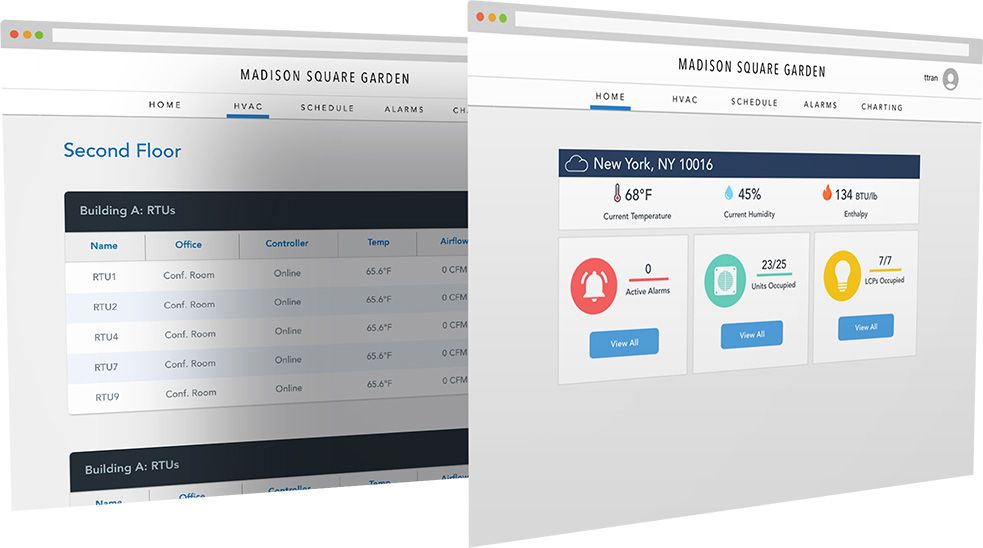 MADISON SQUARE GARDEN
HOME HVAC SCHEDULE ALARMS CH
Second Floor
Building A: RTUs
Name Office Controller Temp Airflow
RTU1 Conf. Room Online 65.6°F 0 CFM
RTU2 Conf. Room Online 65.6°F 0 CFM
RTU4 Conf. Room Online 65.6°F 0 CFM
RTU7 Conf. Room Online 65.6°F 0 CFM
RTU9 Conf. Room Online 65.6°F 0 CFM
Building A: RTUs
Name Office Controller Temp Airflow
MADISON SQUARE GARDEN
ttran
HOME HVAC SCHEDULE ALARMS CHARTING
New York, NY 10016
68°F 45% 134 BTU/lb
Current Temperature Current Humidity Enthalpy
0 23/25 7/7
Active Alarms Units Occupied LCPs Occupied
View All View All View All